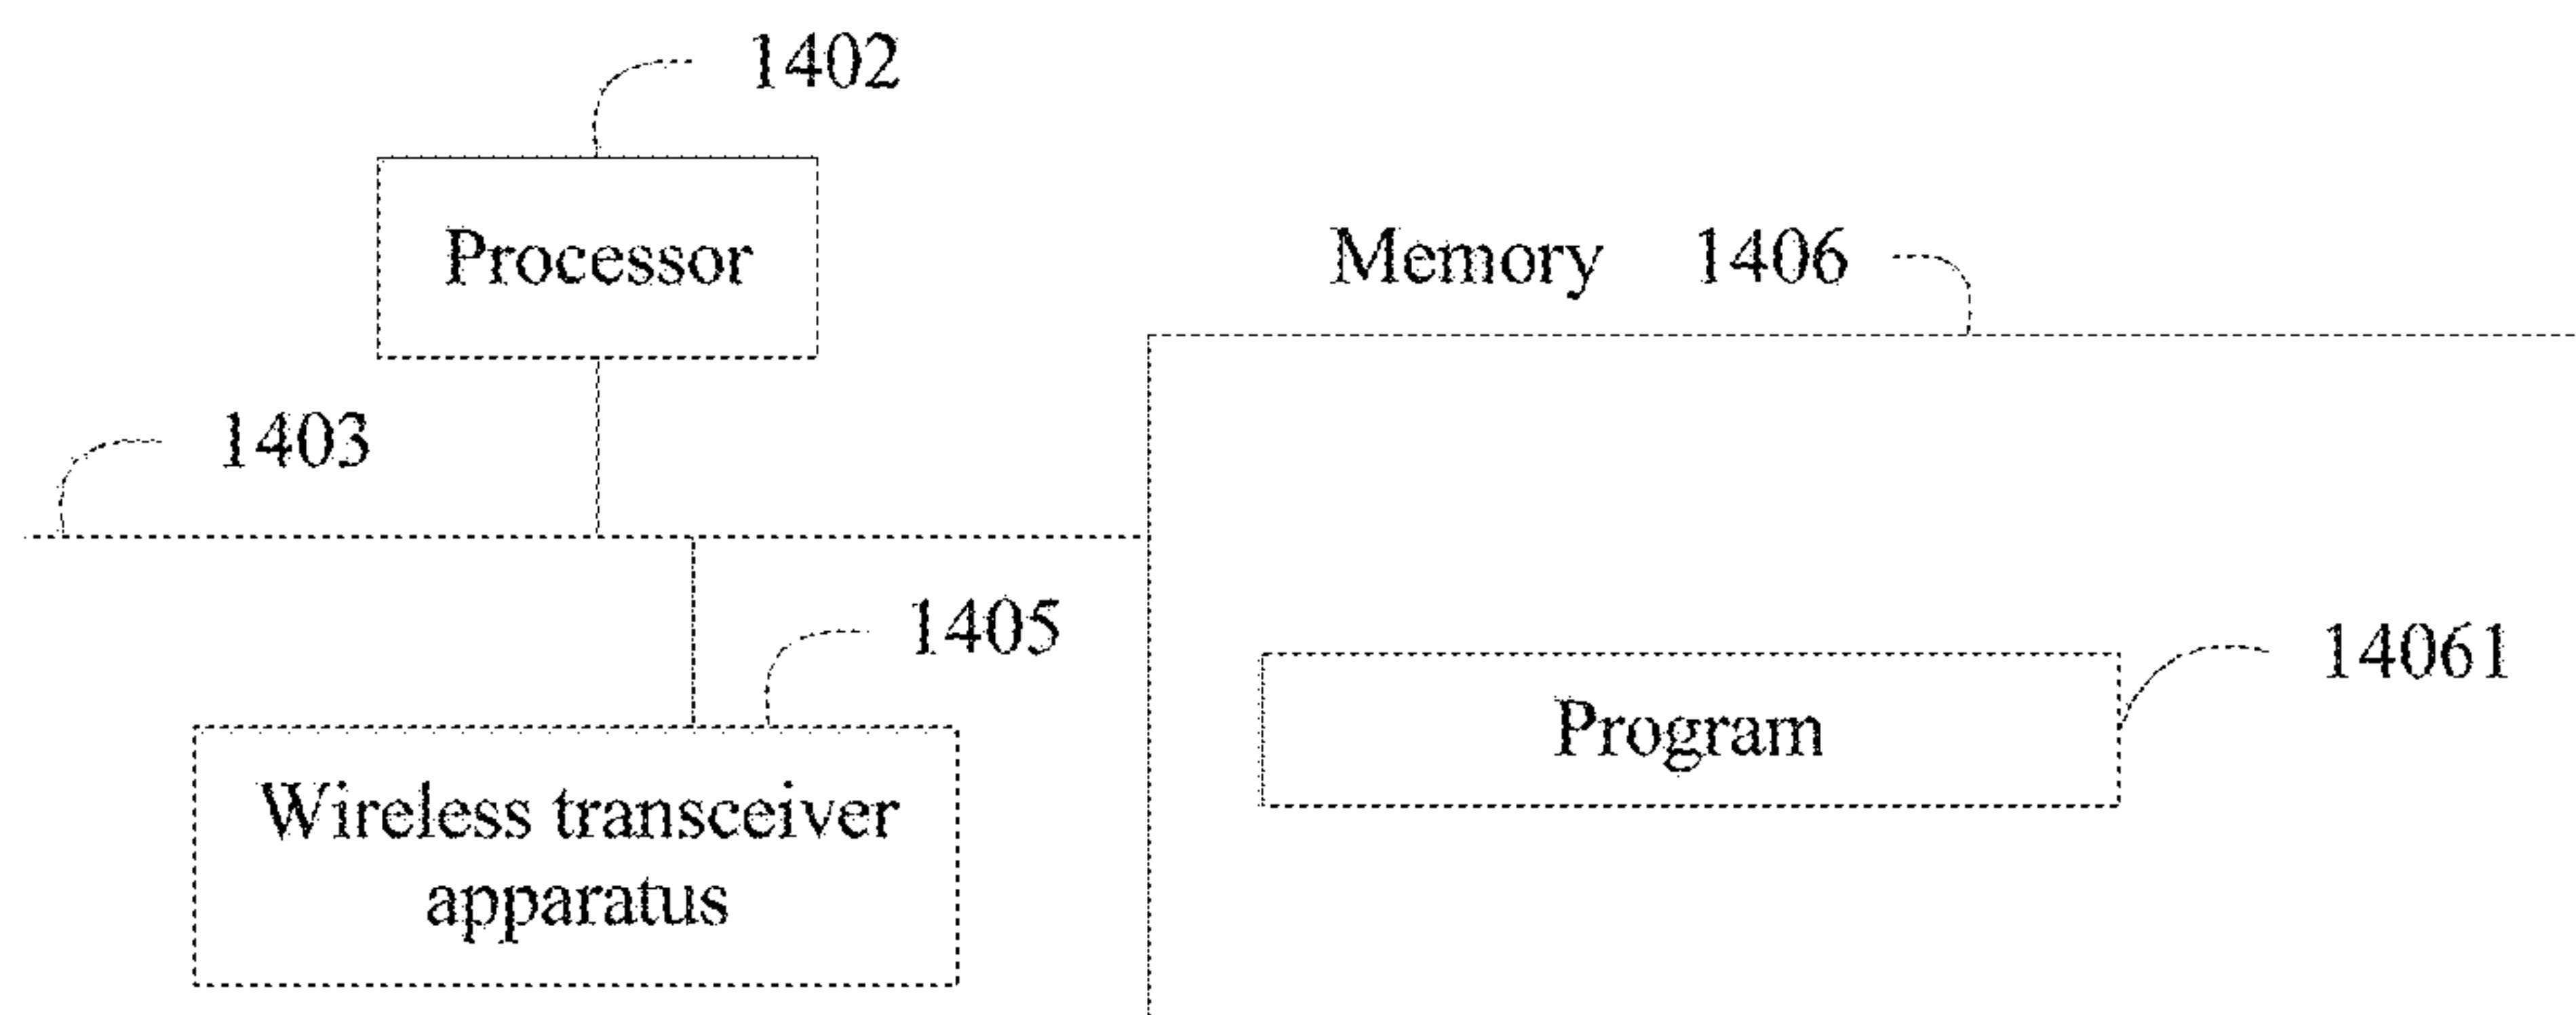 1402
Processor
Memory 1406
1403
1405
14061
Program
Wireless transceiver
apparatus